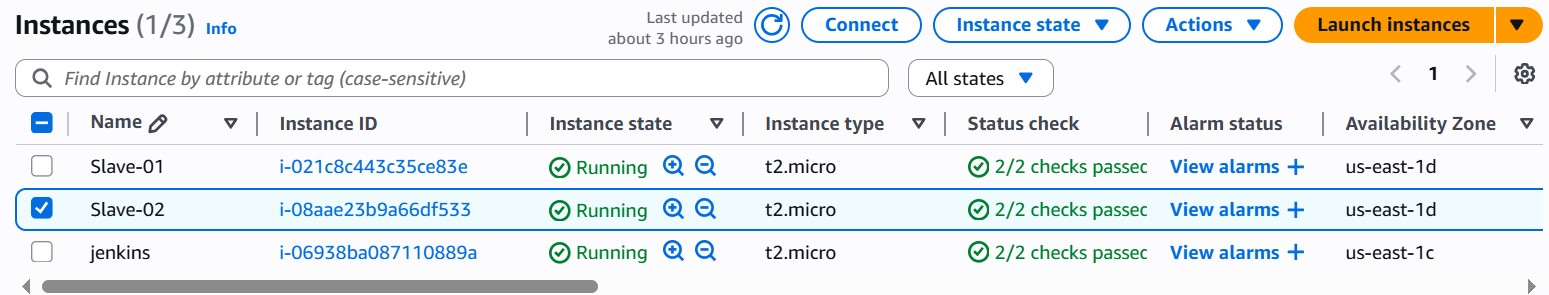 Instances (1/3) Info
Last updated about 3 hours ago
Connect
Instance state
Actions
Launch instances
Find Instance by attribute or tag (case-sensitive)
All states
1
Name Instance ID Instance state Instance type Status check Alarm status Availability Zone
Slave-01 i-021c8c443c35ce83e Running t2.micro 2/2 checks passec View alarms + us-east-1d
Slave-02 i-08aae23b9a66df533 Running t2.micro 2/2 checks passec View alarms + us-east-1d
jenkins i-06938ba087110889a Running t2.micro 2/2 checks passec View alarms + us-east-1c